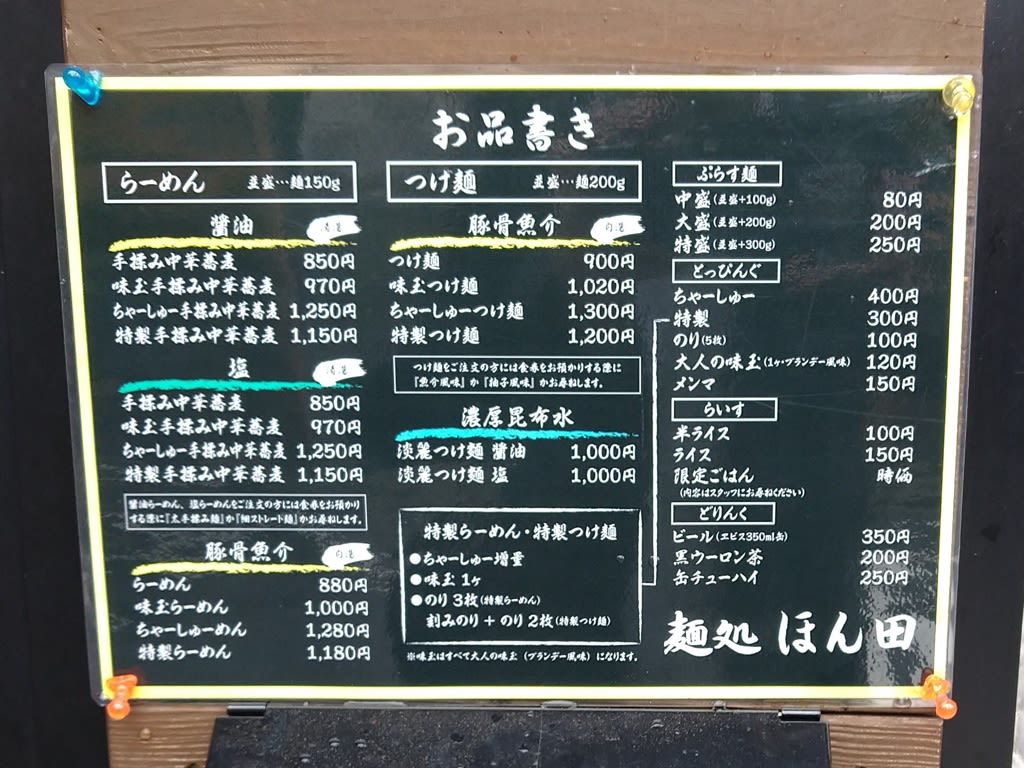 お品書き
らーめん 並盛…麺150g
醤油 清湯
手揉み中華蕎麦 850円
味玉手揉み中華蕎麦 970円
ちゃーしゅー手揉み中華蕎麦 1,250円
特製手揉み中華蕎麦 1,150円
塩 清湯
手揉み中華蕎麦 850円
味玉手揉み中華蕎麦 970円
ちゃーしゅー手揉み中華蕎麦 1,250円
特製手揉み中華蕎麦 1,150円
醤油らーめん、塩らーめんをご注文の方には食券をお預かり
する際に『太手揉み麺』か『細ストレート麺』かお尋ねします。
豚骨魚介 白湯
らーめん 880円
味玉らーめん 1,000円
ちゃーしゅーめん 1,280円
特製らーめん 1,180円
つけ麺 並盛…麺200g
豚骨魚介 白湯
つけ麺 900円
味玉つけ麺 1,020円
ちゃーしゅーつけ麺 1,300円
特製つけ麺 1,200円
つけ麺をご注文の方には食券をお預かりする際に
『魚介風味』か『柚子風味』かお尋ねします。
濃厚昆布水
淡麗つけ麺 醤油 1,000円
淡麗つけ麺 塩 1,000円
特製らーめん・特製つけ麺
●ちゃーしゅー増量
●味玉 1ヶ
●のり 3枚(特製らーめん)
刻みのり + のり 2枚(特製つけ麺)
※味玉はすべて大人の味玉(ブランデー風味)になります。
ぷらす麺
中盛(並盛+100g) 80円
大盛(並盛+200g) 200円
特盛(並盛+300g) 250円
とっぴんぐ
ちゃーしゅー 400円
特製 300円
のり(5枚) 100円
大人の味玉(1ヶ・ブランデー風味) 120円
メンマ 150円
らいす
半ライス 100円
ライス 150円
限定ごはん 時価
(内容はスタッフにお尋ねください)
どりんく
ビール(エビス350ml缶) 350円
黒ウーロン茶 200円
缶チューハイ 250円
麺処 ほん田